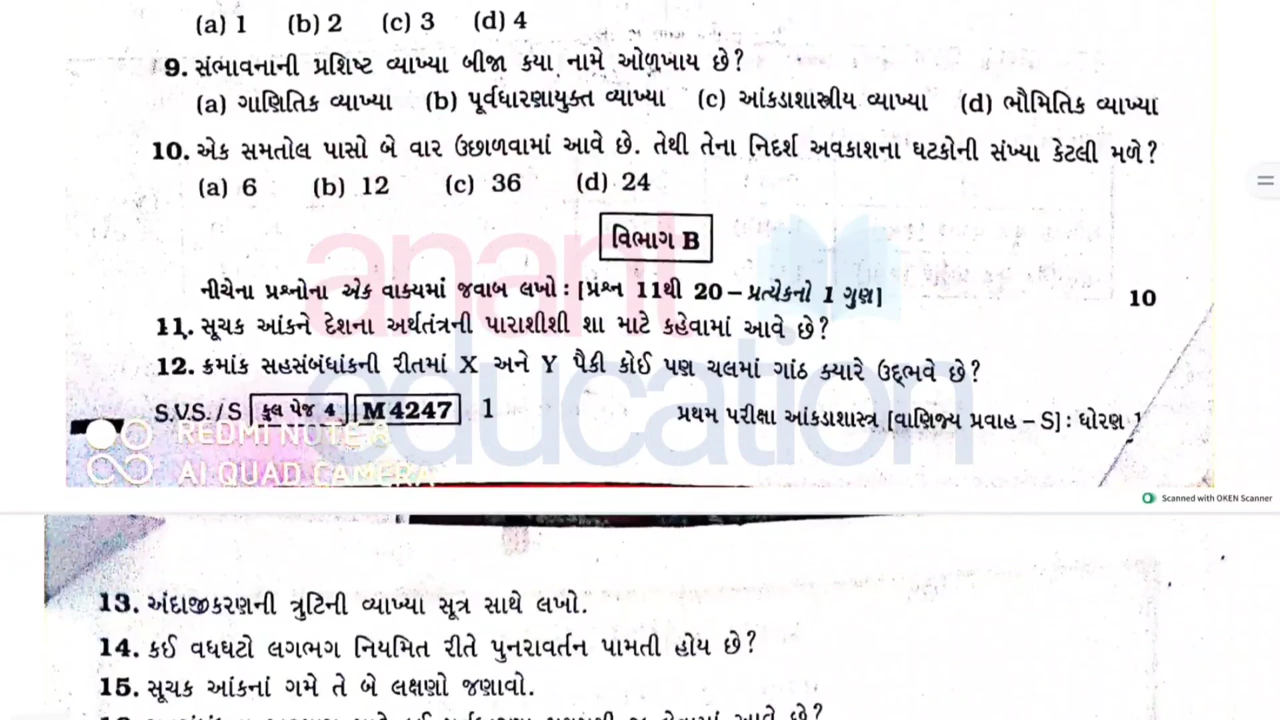 (a) 1 (b) 2 (c) 3 (d) 4
9. સંભાવનાની પ્રશિષ્ટ વ્યાખ્યા બીજા કયા નામે ઓળખાય છે?
(a) ગાણિતિક વ્યાખ્યા (b) પૂર્વધારણાયુક્ત વ્યાખ્યા (c) આંકડાશાસ્ત્રીય વ્યાખ્યા (d) ભૌમિતિક વ્યાખ્યા
10. એક સમતોલ પાસો બે વાર ઉછાળવામાં આવે છે. તેથી તેના નિદર્શ અવકાશના ઘટકોની સંખ્યા કેટલી મળે?
(a) 6 (b) 12 (c) 36 (d) 24
વિભાગ B
નીચેના પ્રશ્નોના એક વાક્યમાં જવાબ લખો : [પ્રશ્ન 11થી 20 – પ્રત્યેકનો 1 ગુણ] 10
11. સૂચક આંકને દેશના અર્થતંત્રની પારાશીશી શા માટે કહેવામાં આવે છે?
12. ક્રમાંક સહસંબંધાંકની રીતમાં X અને Y પૈકી કોઈ પણ ચલમાં ગાંઠ ક્યારે ઉદ્ભવે છે?
S.V.S. / S કુલ પેજ 4 M 4247 1 પ્રથમ પરીક્ષા આંકડાશાસ્ત્ર [વાણિજ્ય પ્રવાહ – S] : ધોરણ
REDMI NOTE 8
AI QUAD CAMERA
anant
education
Scanned with OKEN Scanner
13. અંદાજીકરણની ત્રુટિની વ્યાખ્યા સૂત્ર સાથે લખો.
14. કઈ વધઘટો લગભગ નિયમિત રીતે પુનરાવર્તન પામતી હોય છે?
15. સૂચક આંકનાં ગમે તે બે લક્ષણો જણાવો.